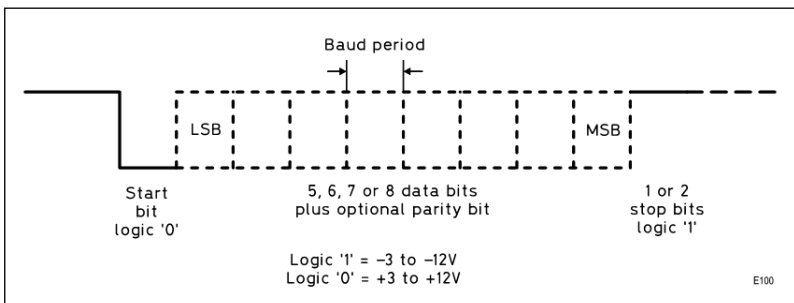 Baud period
LSB
MSB
Start
bit
logic '0'
5, 6, 7 or 8 data bits
plus optional parity bit
1 or 2
stop bits
logic '1'
Logic '1' = –3 to –12V
Logic '0' = +3 to +12V
E100